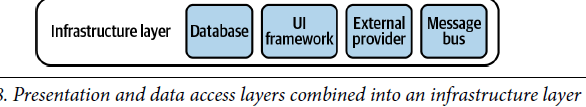 Infrastructure layer
Database
UI
framework
External
provider
Message
bus
3. Presentation and data access layers combined into an infrastructure layer